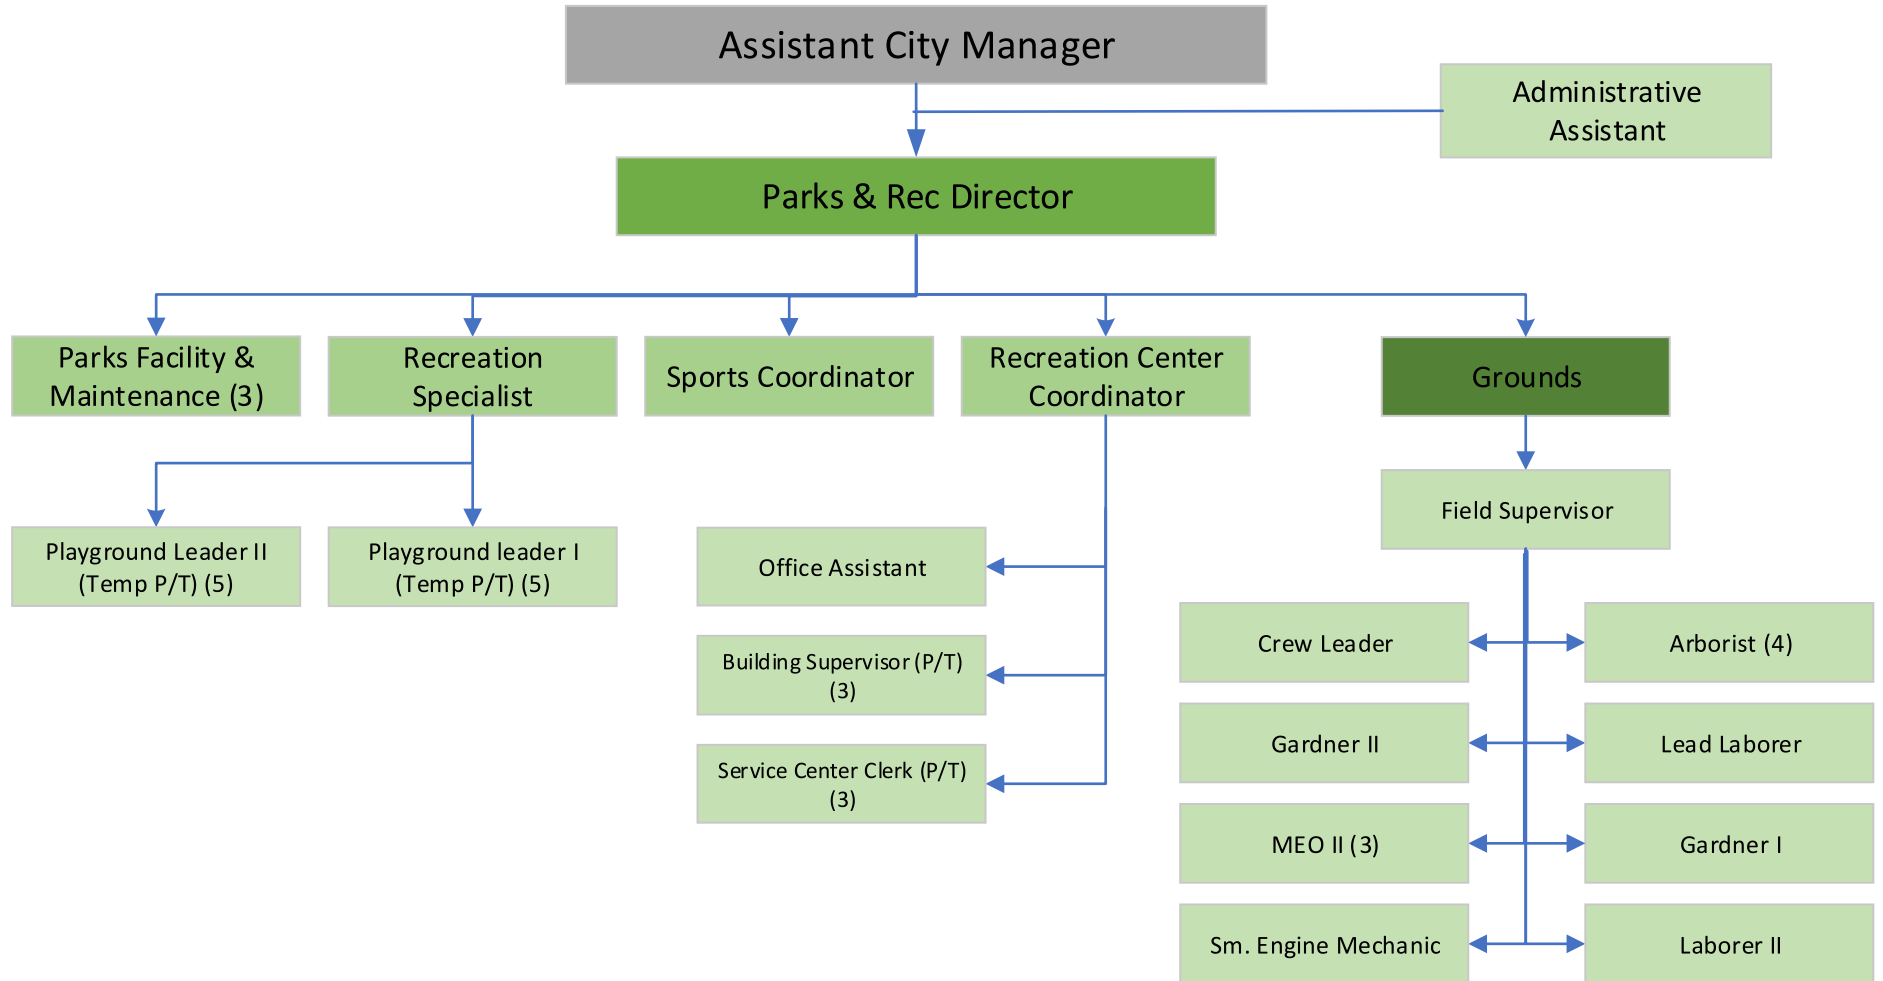 Assistant City Manager
Administrative
Assistant
Parks & Rec Director
Parks Facility &
Maintenance (3)
Recreation
Specialist
Sports Coordinator
Recreation Center
Coordinator
Grounds
Field Supervisor
Playground Leader II
(Temp P/T) (5)
Playground leader I
(Temp P/T) (5)
Office Assistant
Building Supervisor (P/T)
(3)
Service Center Clerk (P/T)
(3)
Crew Leader
Arborist (4)
Gardner II
Lead Laborer
MEO II (3)
Gardner I
Sm. Engine Mechanic
Laborer II